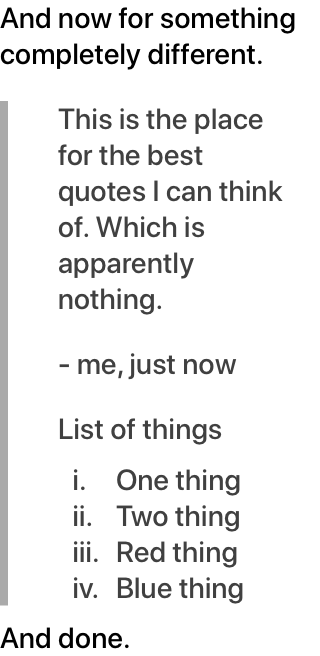 And now for something
completely different.
This is the place
for the best
quotes I can think
of. Which is
apparently
nothing.
- me, just now
List of things
i. One thing
ii. Two thing
iii. Red thing
iv. Blue thing
And done.